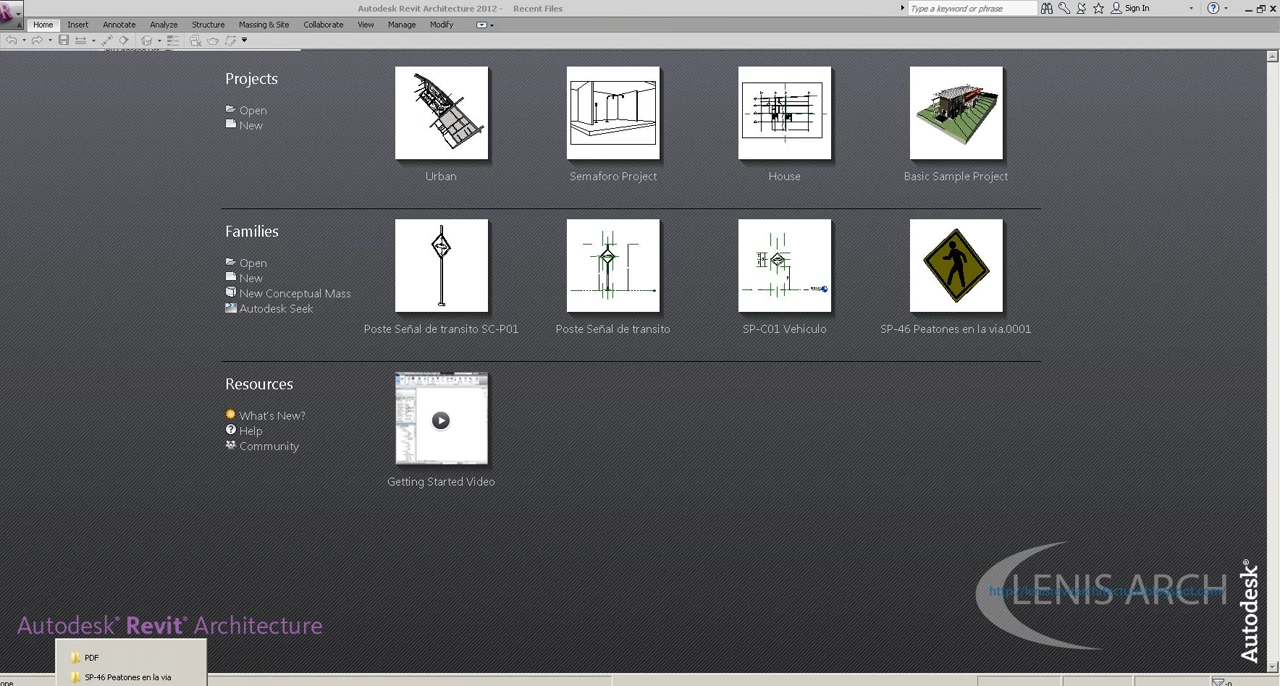 Autodesk Revit Architecture 2012 - Recent Files
Type a keyword or phrase
Sign In
Home Insert Annotate Analyze Structure Massing & Site Collaborate View Manage Modify
Projects
Open
New
Urban
Semaforo Project
House
Basic Sample Project
Families
Open
New
New Conceptual Mass
Autodesk Seek
Poste Señal de transito SC-P01
Poste Señal de transito
SP-C01 Vehiculo
SP-46 Peatones en la via.0001
Resources
What's New?
Help
Community
Getting Started Video
LENIS ARCH
Autodesk®
Autodesk® Revit® Architecture
PDF
SP-46 Peatones en la via